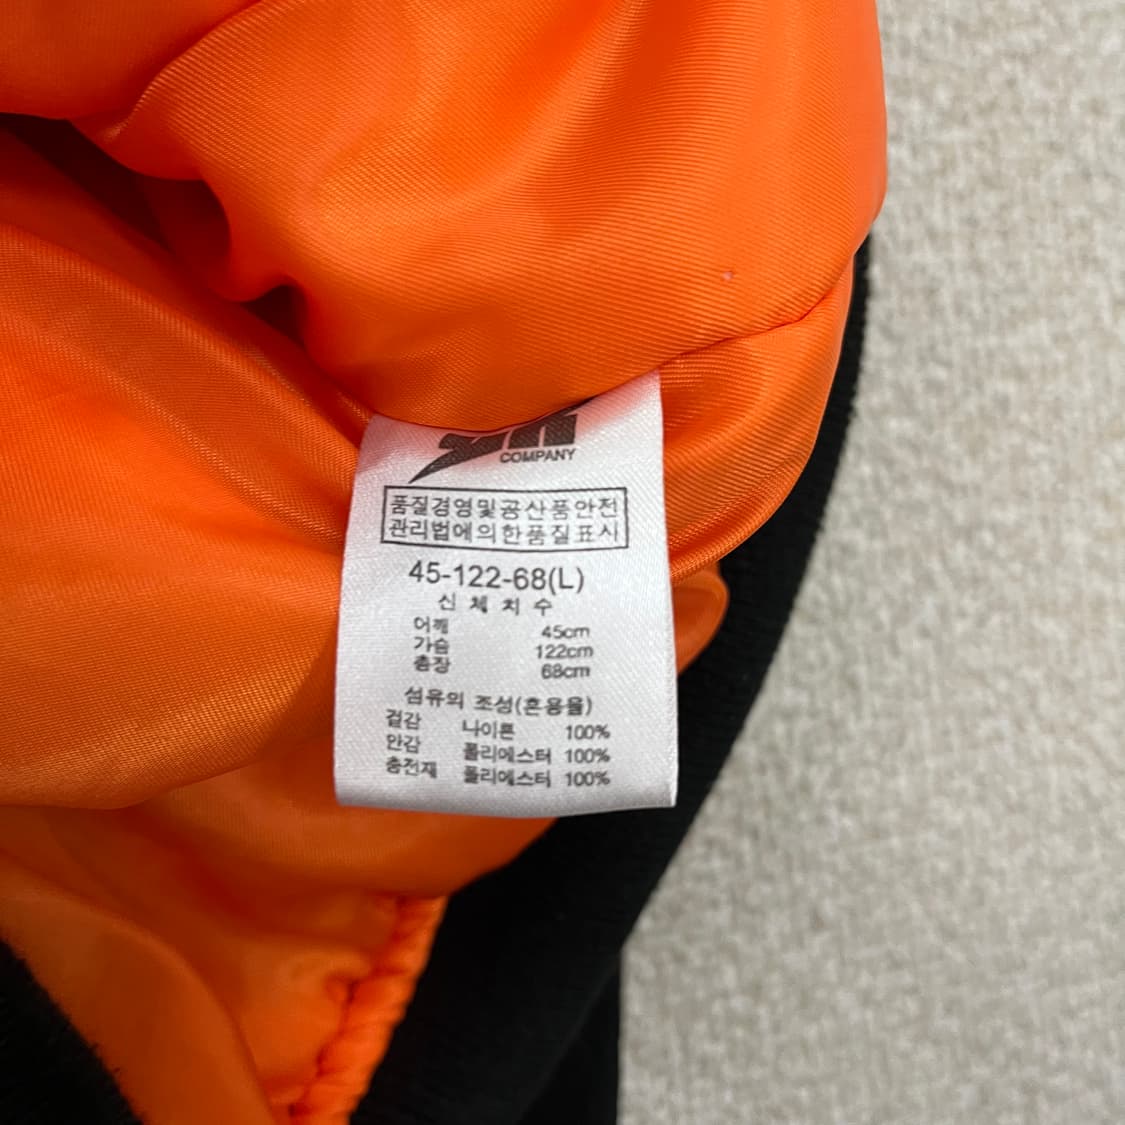 COMPANY
품질경영및공산품안전
관리법에의한품질표시
45-122-68(L)
신 체 치 수
어깨 45cm
가슴 122cm
총장 68cm
섬유의 조성(혼용율)
겉감 나이론 100%
안감 폴리에스터 100%
충전재 폴리에스터 100%